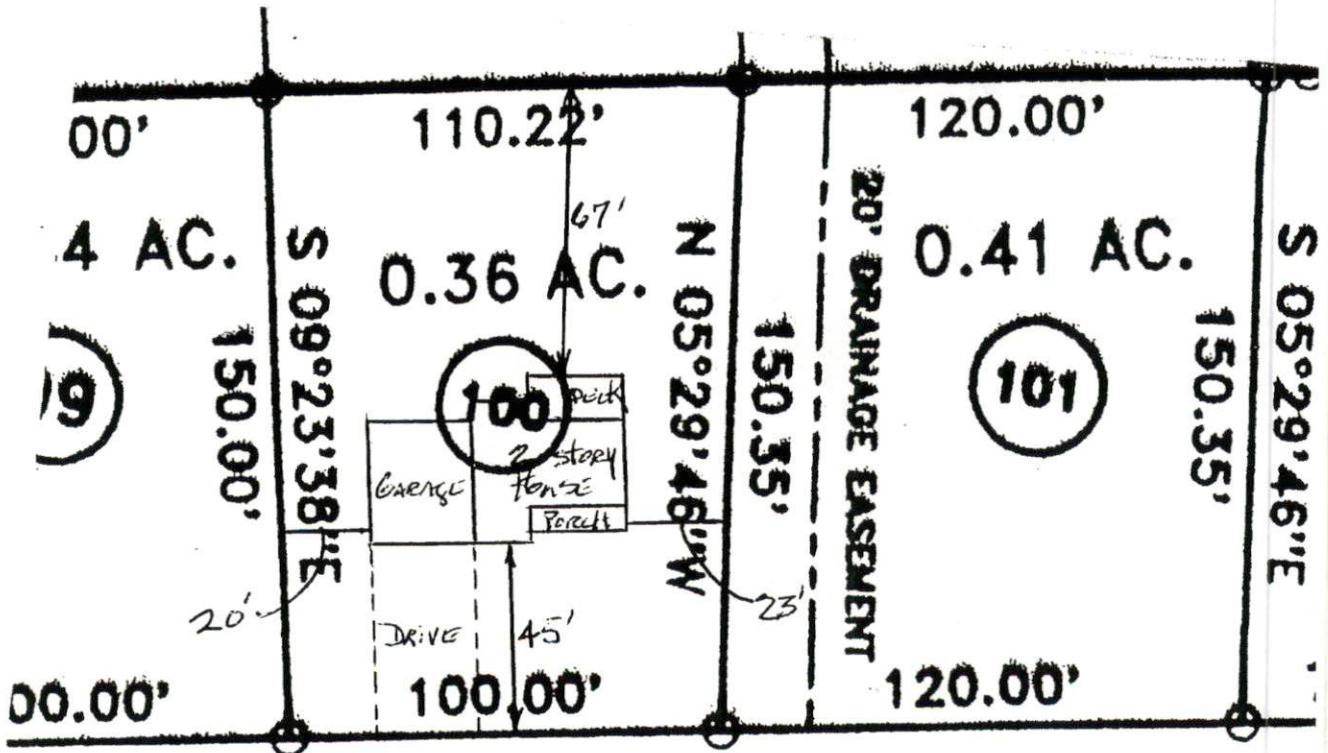 00'
110.22'
120.00'
67'
4 AC.
0.36 AC.
0.41 AC.
S 09°23'38"E
150.00'
N 05°29'46"W
150.35'
20' DRAINAGE EASEMENT
150.35'
S 05°29'46"E
99
100
101
DECK
GARAGE
2 STORY
HOUSE
PORCH
20'
23'
DRIVE
45'
00.00'
100.00'
120.00'